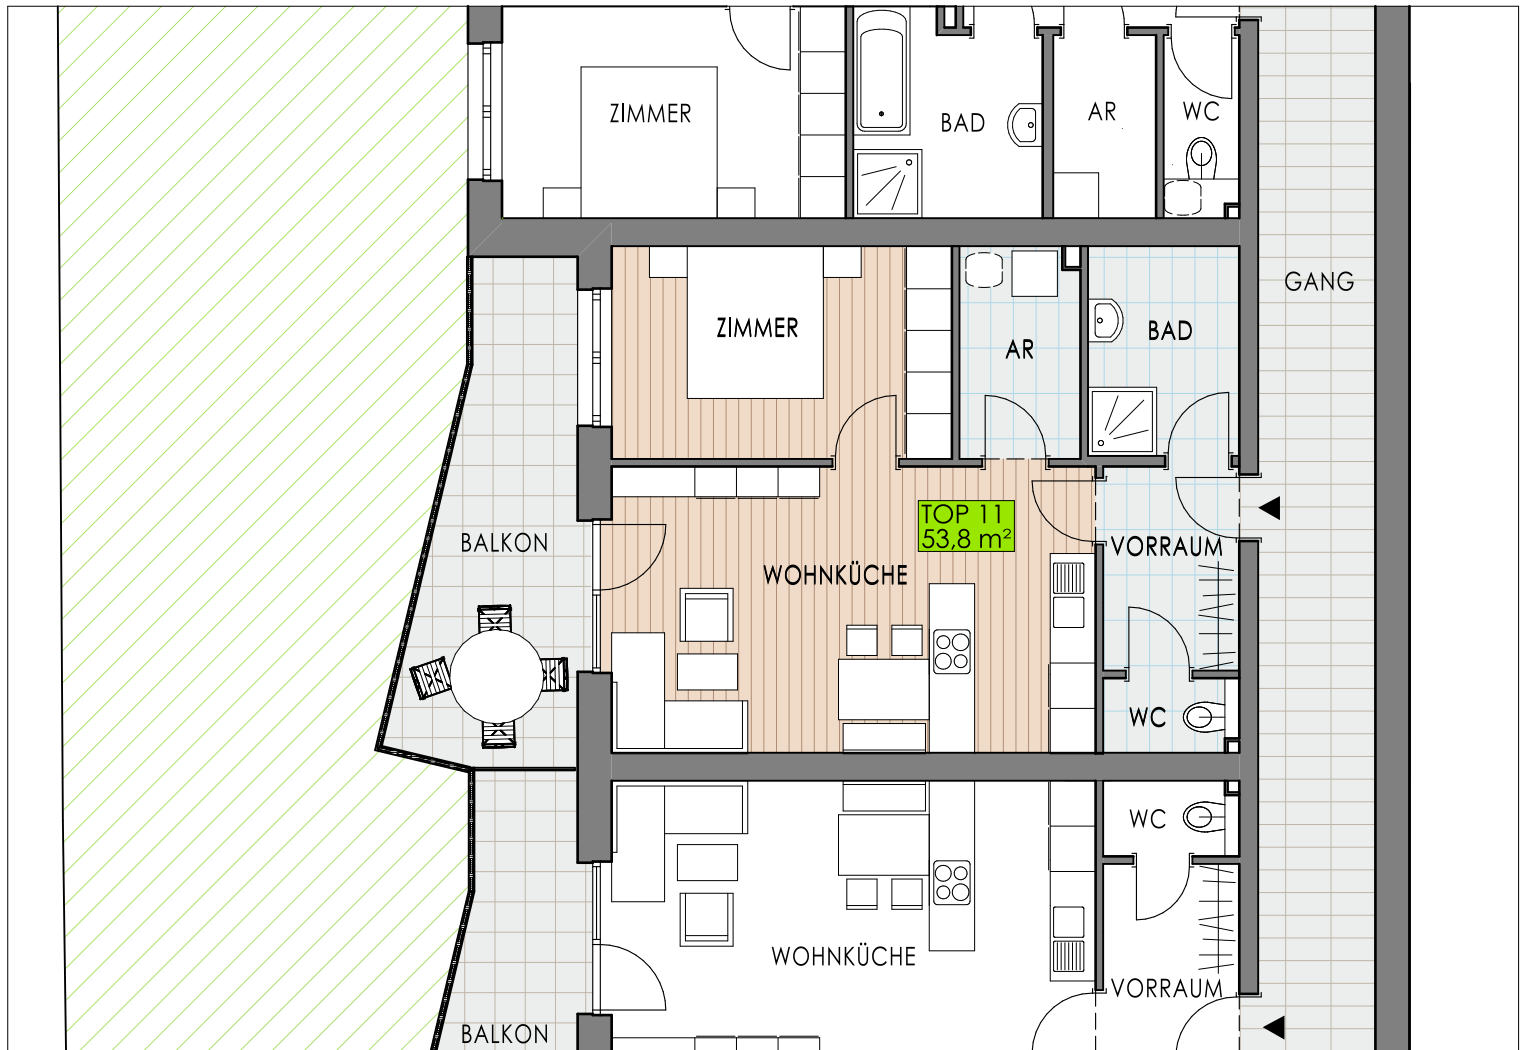 ZIMMER
BAD
AR
WC
GANG
ZIMMER
AR
BAD
BALKON
TOP 11
53,8 m²
VORRAUM
WOHNKÜCHE
WC
WC
WOHNKÜCHE
VORRAUM
BALKON